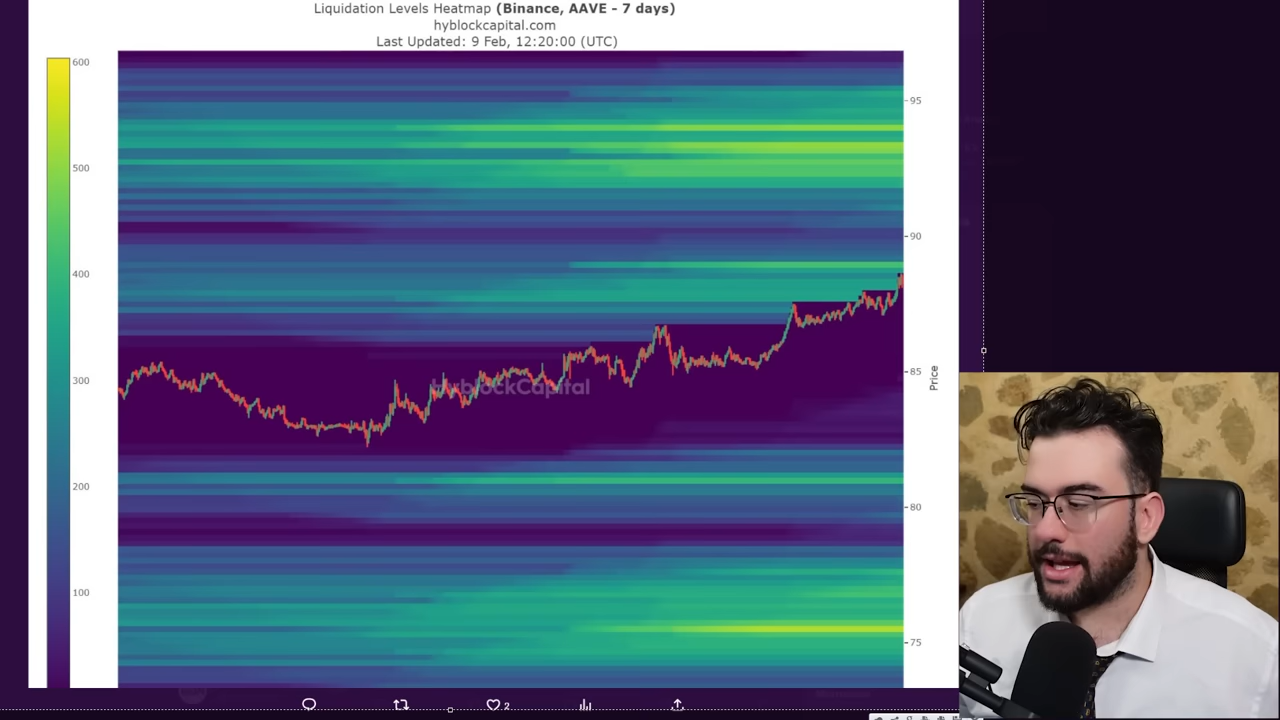 Liquidation Levels Heatmap (Binance, AAVE - 7 days)
hyblockcapital.com
Last Updated: 9 Feb, 12:20:00 (UTC)
600
500
400
300
200
100
95
90
85
80
75
Price
hyblockCapital
2